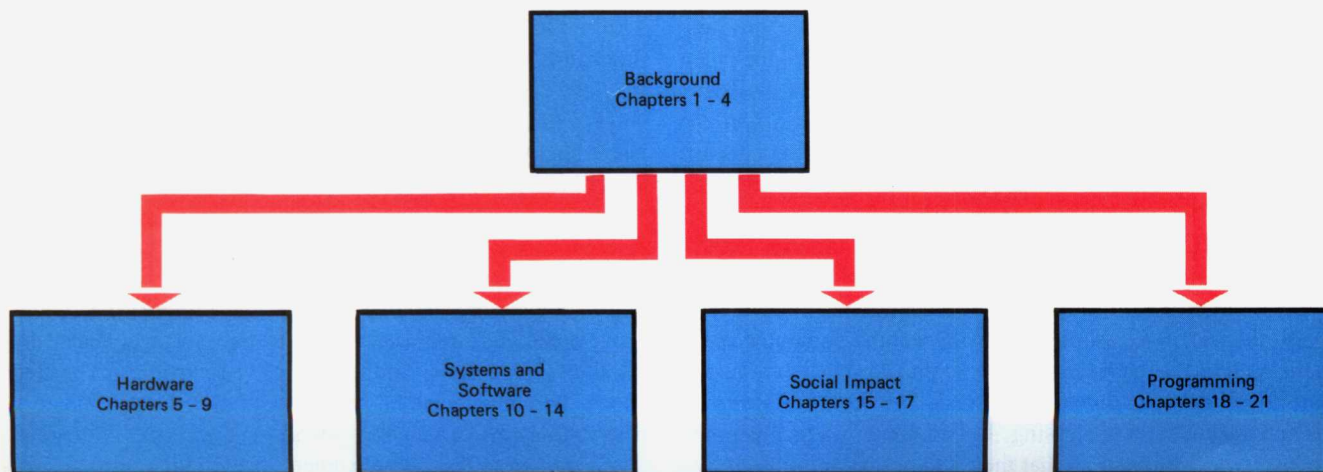 Background
Chapters 1 – 4
Hardware
Chapters 5 – 9
Systems and
Software
Chapters 10 – 14
Social Impact
Chapters 15 – 17
Programming
Chapters 18 – 21